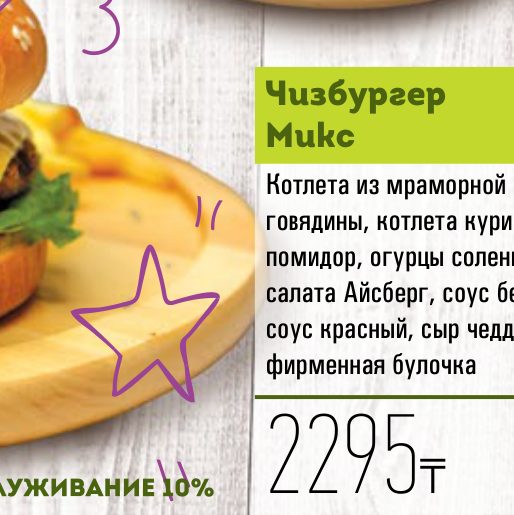 Чизбургер
Микс
Котлета из мраморной
говядины, котлета кури
помидор, огурцы солен
салата Айсберг, соус бе
соус красный, сыр чедд
фирменная булочка
2295₸
ЛУЖИВАНИЕ 10%